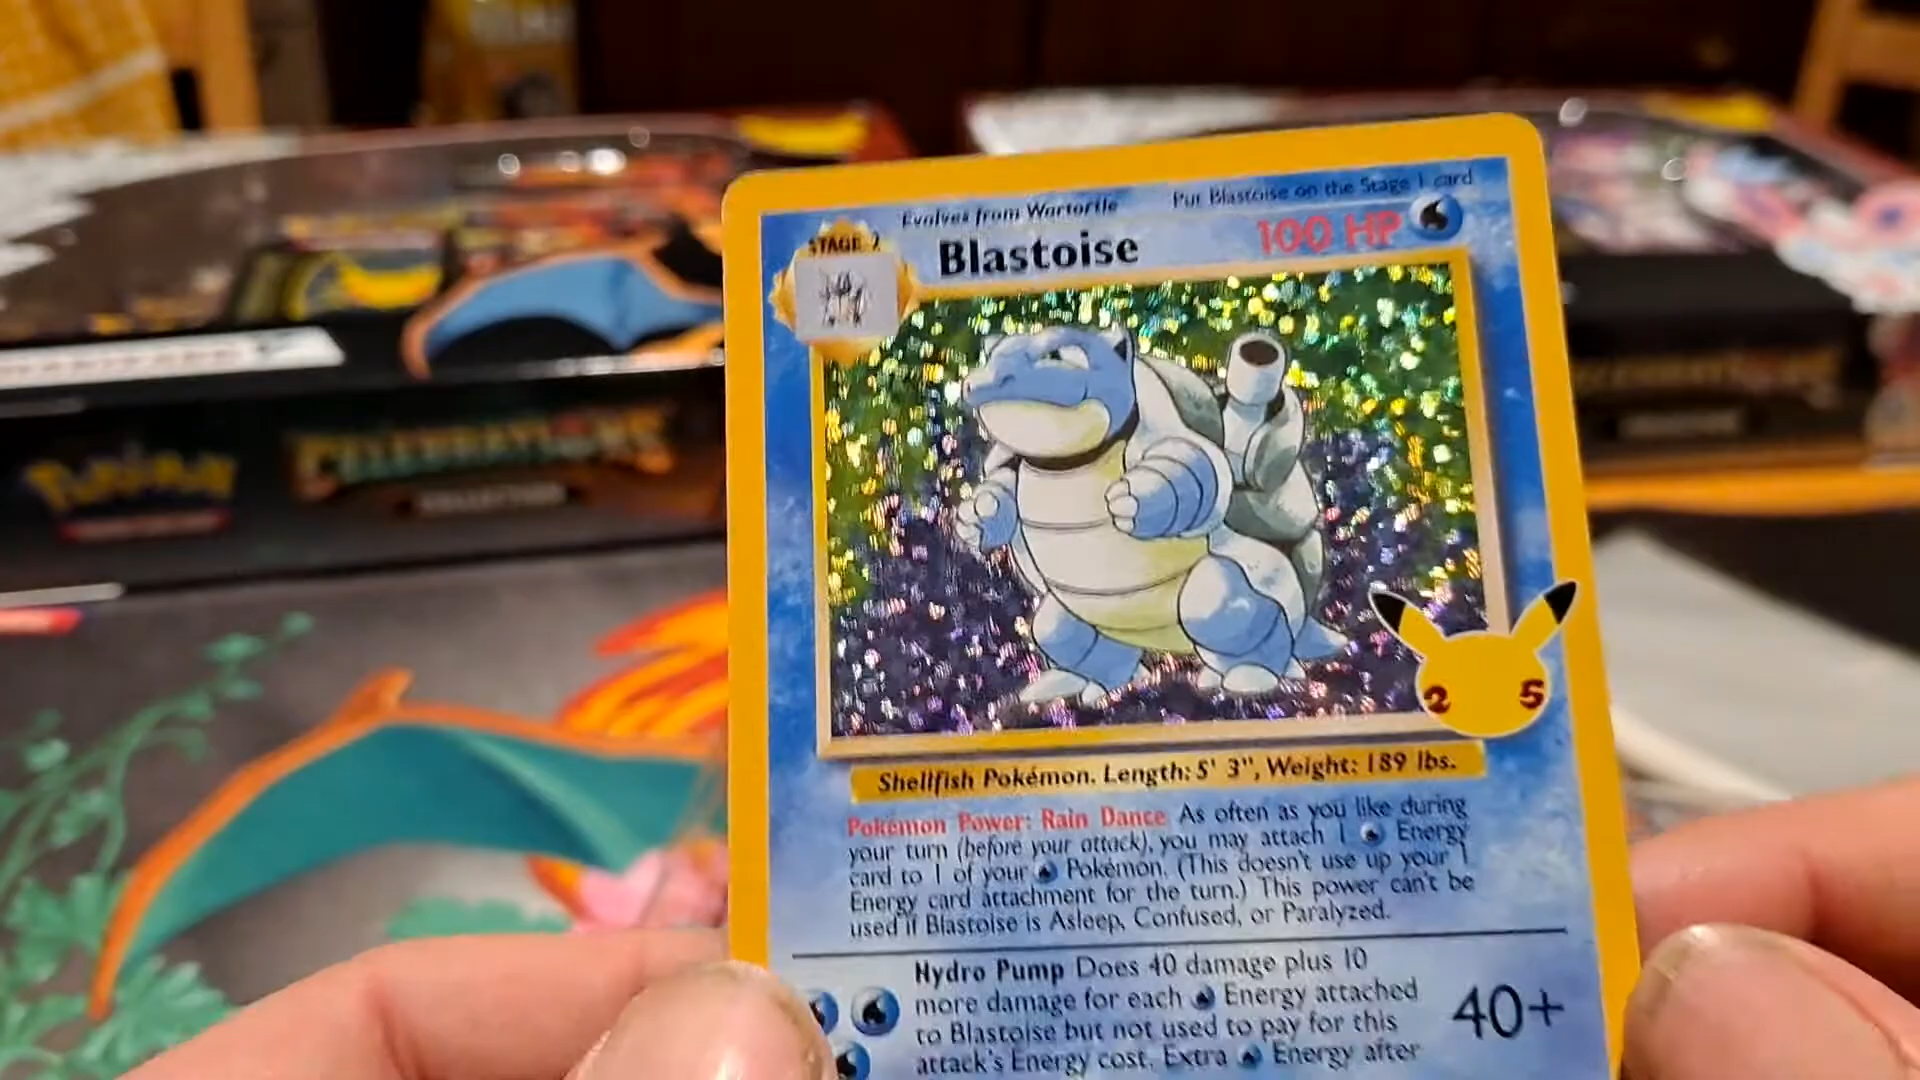 Evolves from Wartortle
Put Blastoise on the Stage 1 card
STAGE 2
Blastoise
100 HP
2 5
Shellfish Pokémon. Length: 5' 3", Weight: 189 lbs.
Pokémon Power: Rain Dance As often as you like during
your turn (before your attack), you may attach 1 Energy
card to 1 of your Pokémon. (This doesn't use up your 1
Energy card attachment for the turn.) This power can't be
used if Blastoise is Asleep, Confused, or Paralyzed.
Hydro Pump Does 40 damage plus 10
more damage for each Energy attached
to Blastoise but not used to pay for this
attack's Energy cost. Extra Energy after
40+
Pokémon
CELEBRATIONS
COLLECTION
CELEBRATIONS